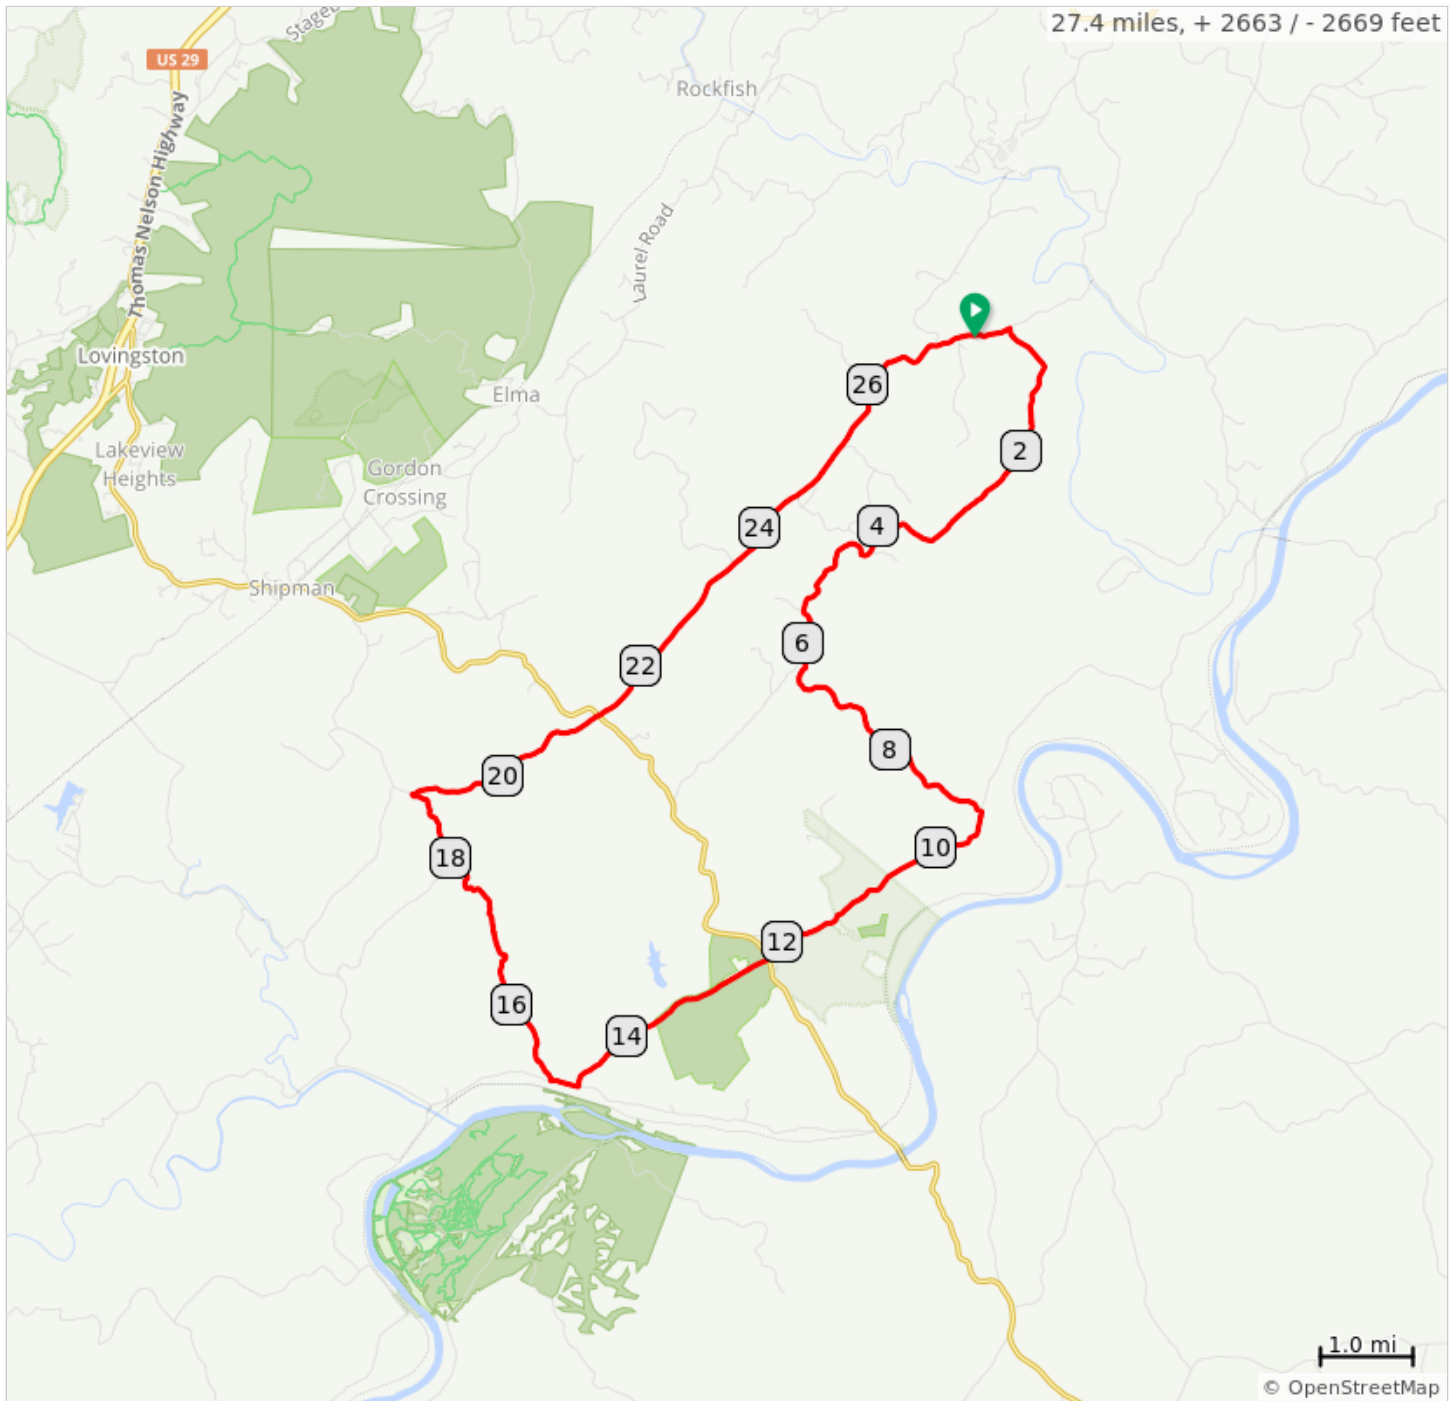 27.4 miles, + 2663 / - 2669 feet
Stage
US 29
Rockfish
Thomas Nelson Highway
Laurel Road
Lovingston
26
Elma
2
Lakeview
Heights
Gordon
Crossing
24
4
Shipman
6
22
8
20
10
18
12
16
14
1.0 mi
© OpenStreetMap